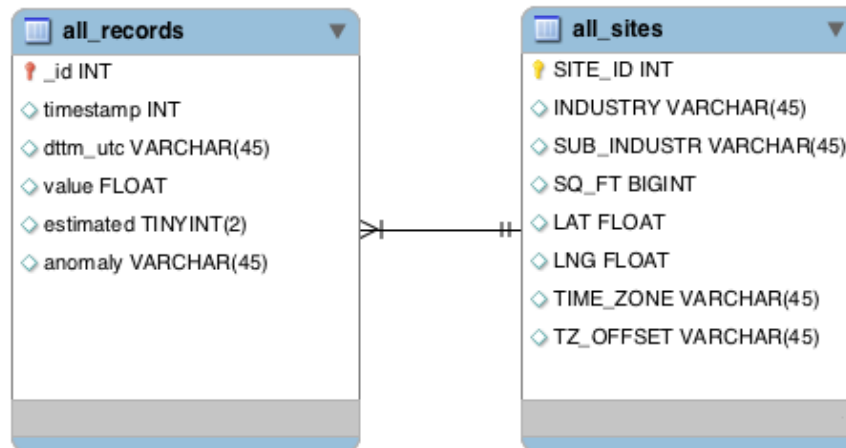 all_records
_id INT
timestamp INT
dttm_utc VARCHAR(45)
value FLOAT
estimated TINYINT(2)
anomaly VARCHAR(45)
all_sites
SITE_ID INT
INDUSTRY VARCHAR(45)
SUB_INDUSTR VARCHAR(45)
SQ_FT BIGINT
LAT FLOAT
LNG FLOAT
TIME_ZONE VARCHAR(45)
TZ_OFFSET VARCHAR(45)